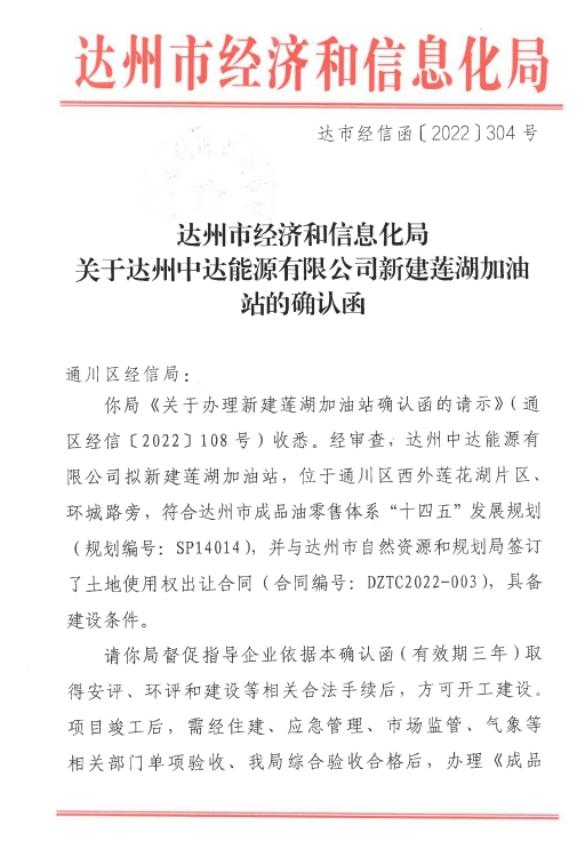 达州市经济和信息化局
达市经信函〔2022〕304 号
达州市经济和信息化局
关于达州中达能源有限公司新建莲湖加油
站的确认函
通川区经信局：
你局《关于办理新建莲湖加油站确认函的请示》（通
区经信〔2022〕108 号）收悉。经审查，达州中达能源有
限公司拟新建莲湖加油站，位于通川区西外莲花湖片区、
环城路旁，符合达州市成品油零售体系“十四五”发展规划
（规划编号：SP14014），并与达州市自然资源和规划局签订
了土地使用权出让合同（合同编号：DZTC2022-003），具备
建设条件。
请你局督促指导企业依据本确认函（有效期三年）取
得安评、环评和建设等相关合法手续后，方可开工建设。
项目竣工后，需经住建、应急管理、市场监管、气象等
相关部门单项验收、我局综合验收合格后，办理《成品